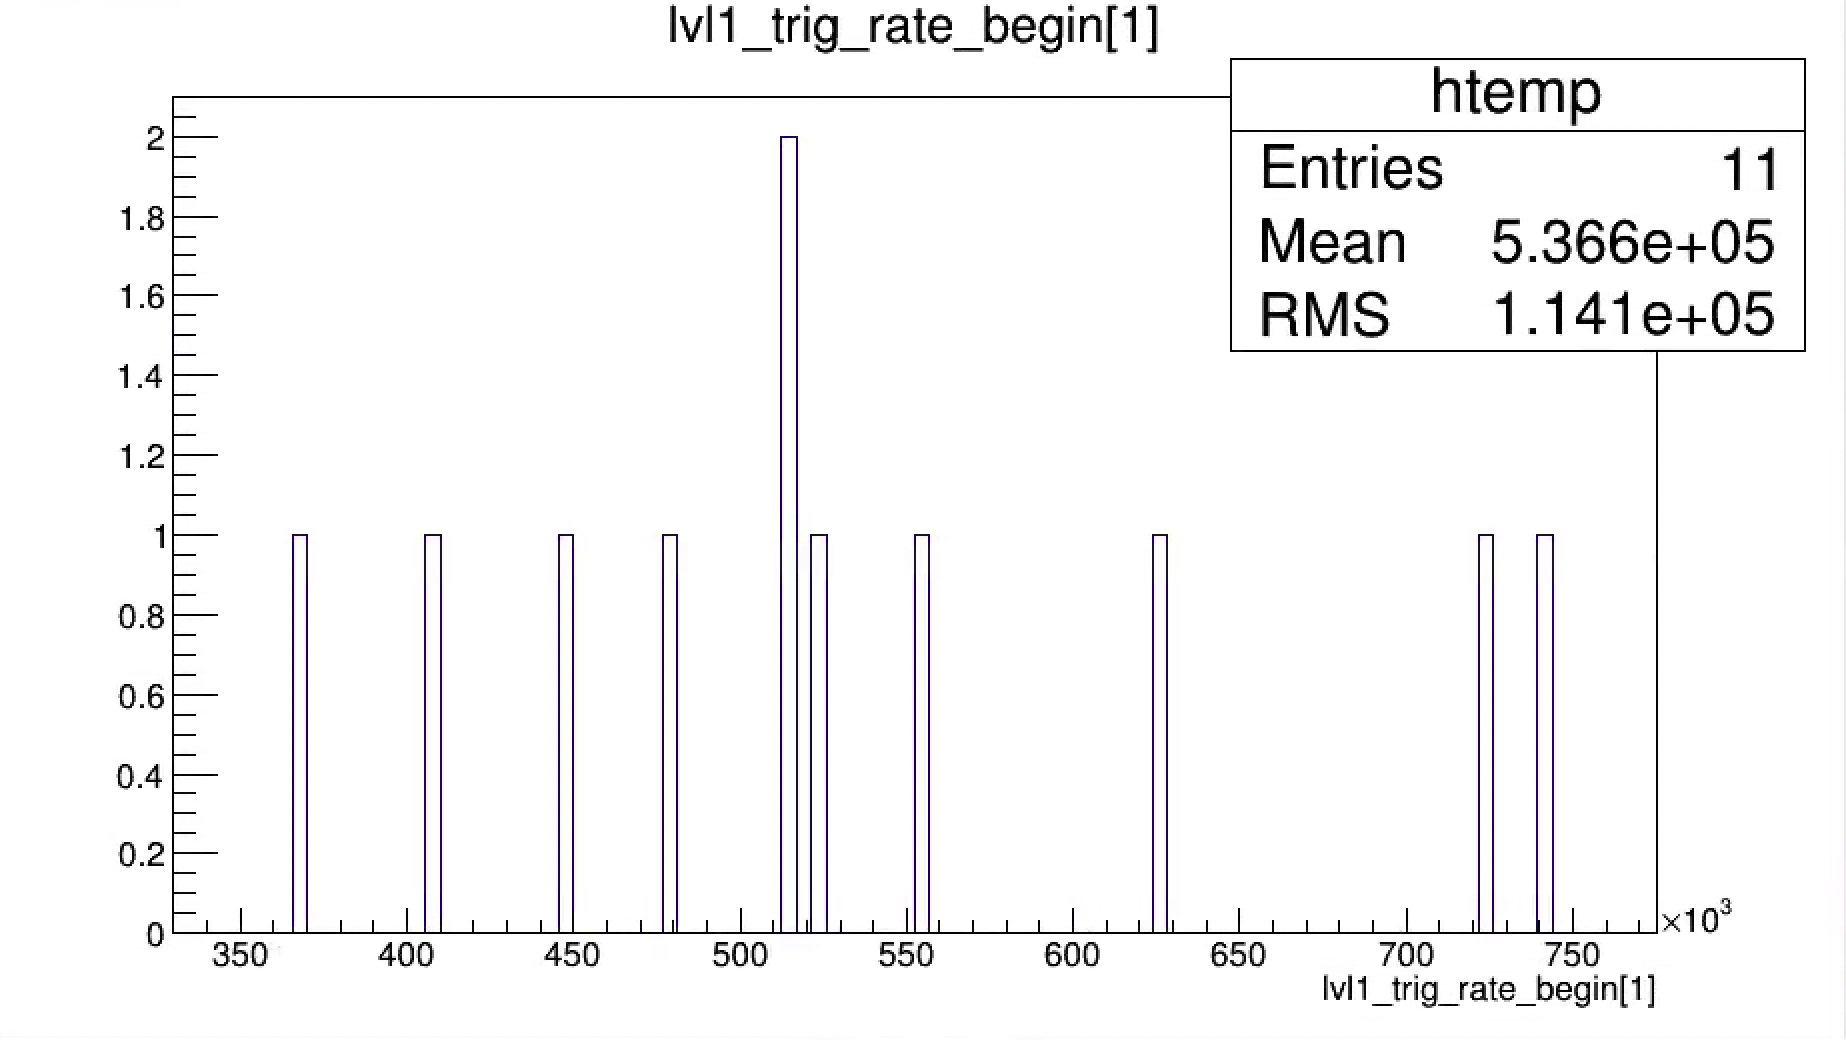 lvl1_trig_rate_begin[1]
htemp
Entries 11
Mean 5.366e+05
RMS 1.141e+05
2
1.8
1.6
1.4
1.2
1
0.8
0.6
0.4
0.2
0
350 400 450 500 550 600 650 700 750
×10³
lvl1_trig_rate_begin[1]